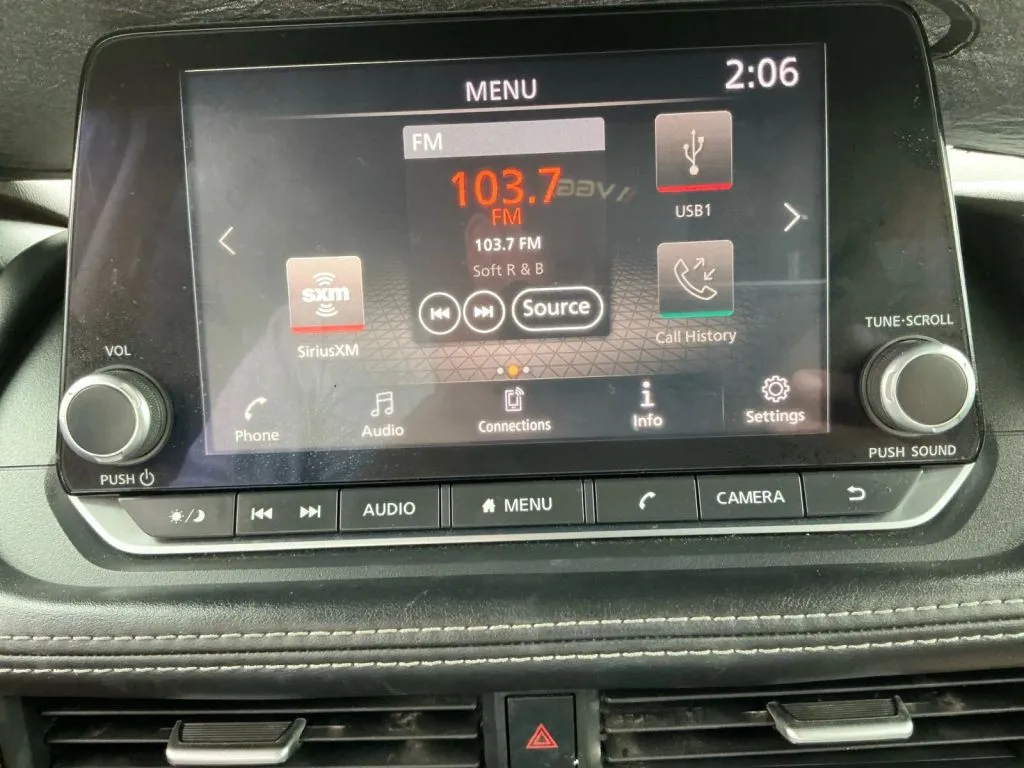 MENU
2:06
FM
103.7
FM
103.7 FM
Soft R & B
Source
USB1
sxm
SiriusXM
Call History
Phone
Audio
Connections
Info
Settings
VOL
PUSH
TUNE·SCROLL
PUSH SOUND
AUDIO
MENU
CAMERA